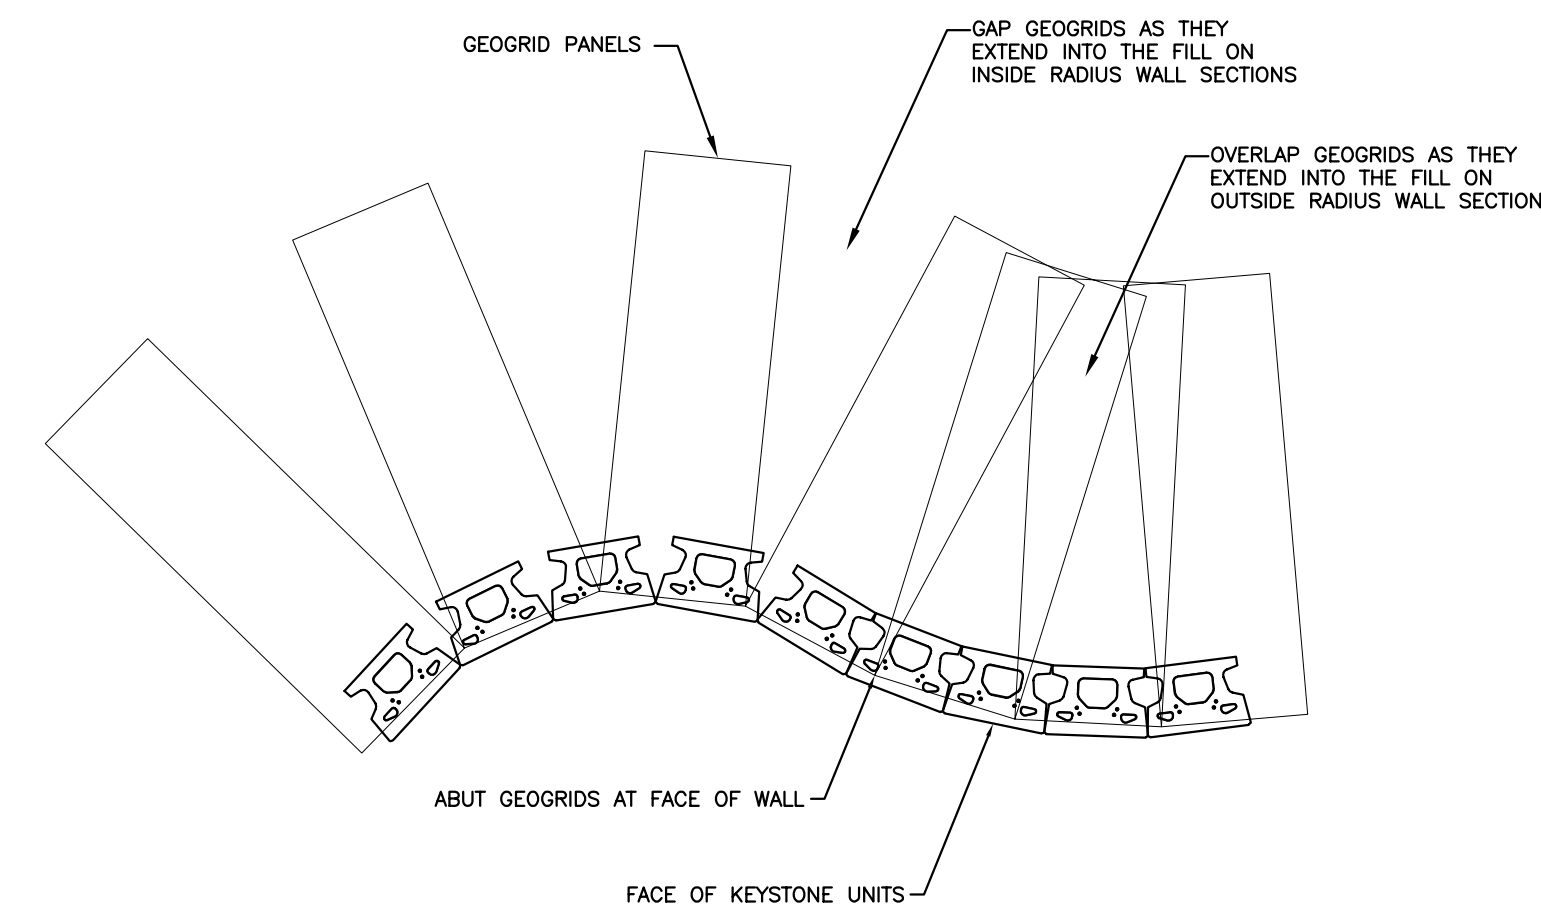 GEOGRID PANELS
GAP GEOGRIDS AS THEY
EXTEND INTO THE FILL ON
INSIDE RADIUS WALL SECTIONS
OVERLAP GEOGRIDS AS THEY
EXTEND INTO THE FILL ON
OUTSIDE RADIUS WALL SECTION
ABUT GEOGRIDS AT FACE OF WALL
FACE OF KEYSTONE UNITS